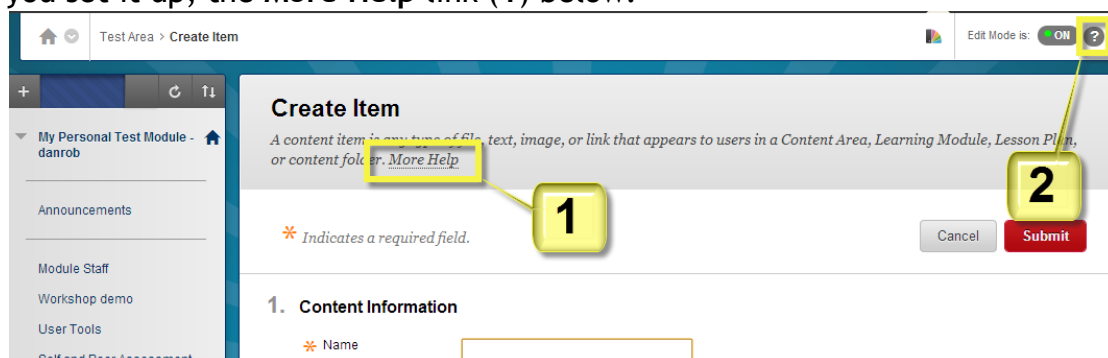 you set it up, the More Help link (1) below.
Test Area > Create Item
Edit Mode is: ON ?
My Personal Test Module -
danrob
Announcements
Module Staff
Workshop demo
User Tools
Create Item
A content item is any type of file, text, image, or link that appears to users in a Content Area, Learning Module, Lesson Plan,
or content folder. More Help
1
2
* Indicates a required field.
Cancel Submit
1. Content Information
* Name